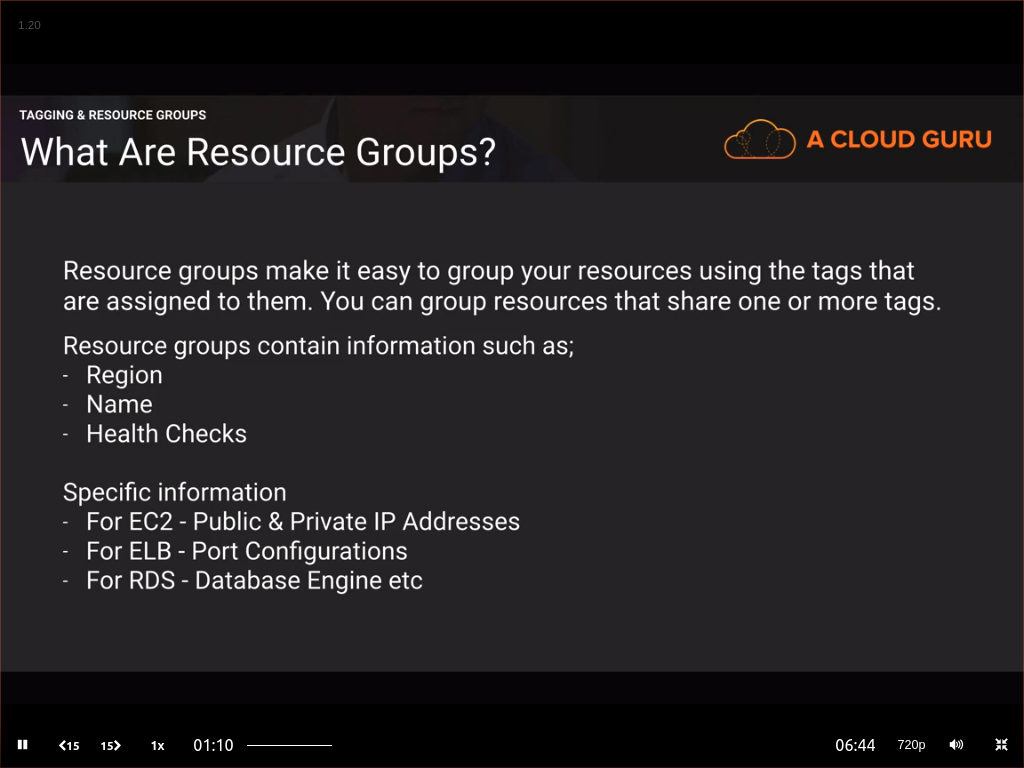 1.20
TAGGING & RESOURCE GROUPS
What Are Resource Groups?
A CLOUD GURU
Resource groups make it easy to group your resources using the tags that
are assigned to them. You can group resources that share one or more tags.
Resource groups contain information such as;
- Region
- Name
- Health Checks
Specific information
- For EC2 - Public & Private IP Addresses
- For ELB - Port Configurations
- For RDS - Database Engine etc
15 15 1x 01:10 06:44 720p